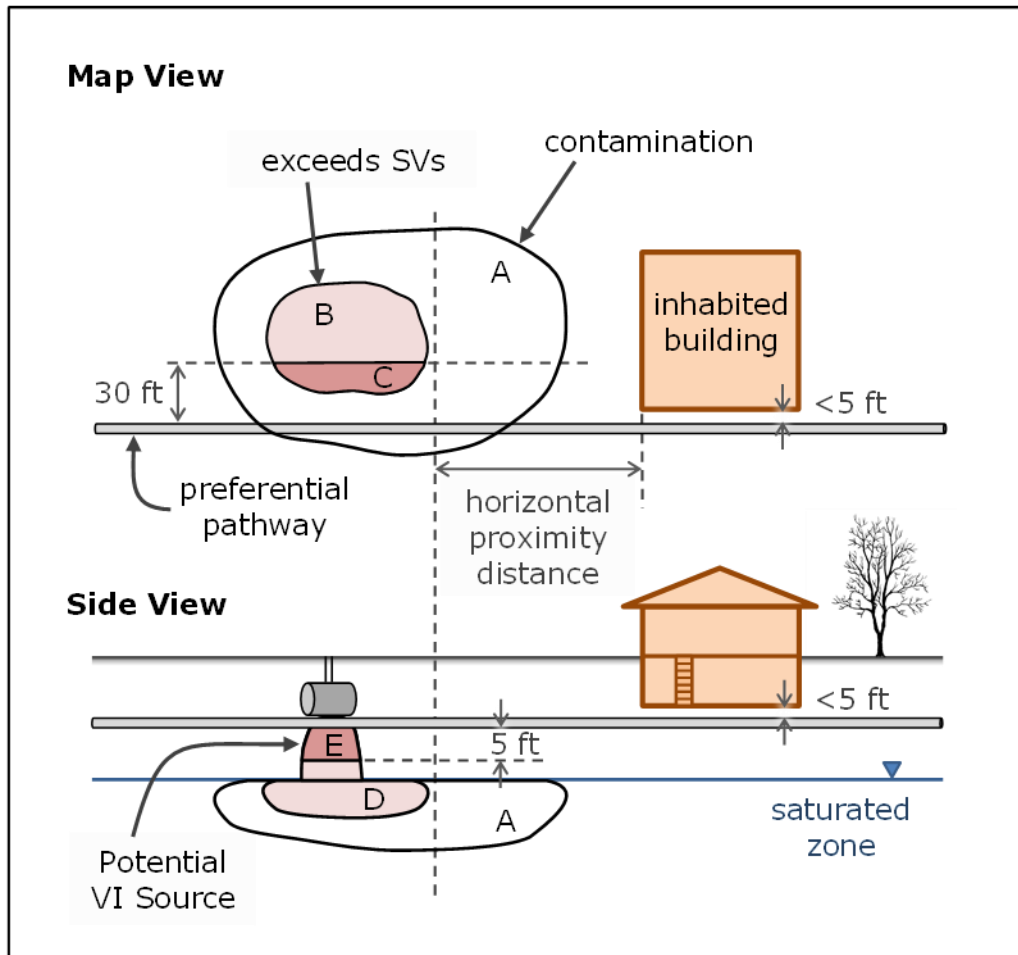 Map View
exceeds SVs
contamination
A
B
C
inhabited
building
30 ft
<5 ft
preferential
pathway
horizontal
proximity
distance
Side View
<5 ft
E
5 ft
D
A
saturated
zone
Potential
VI Source